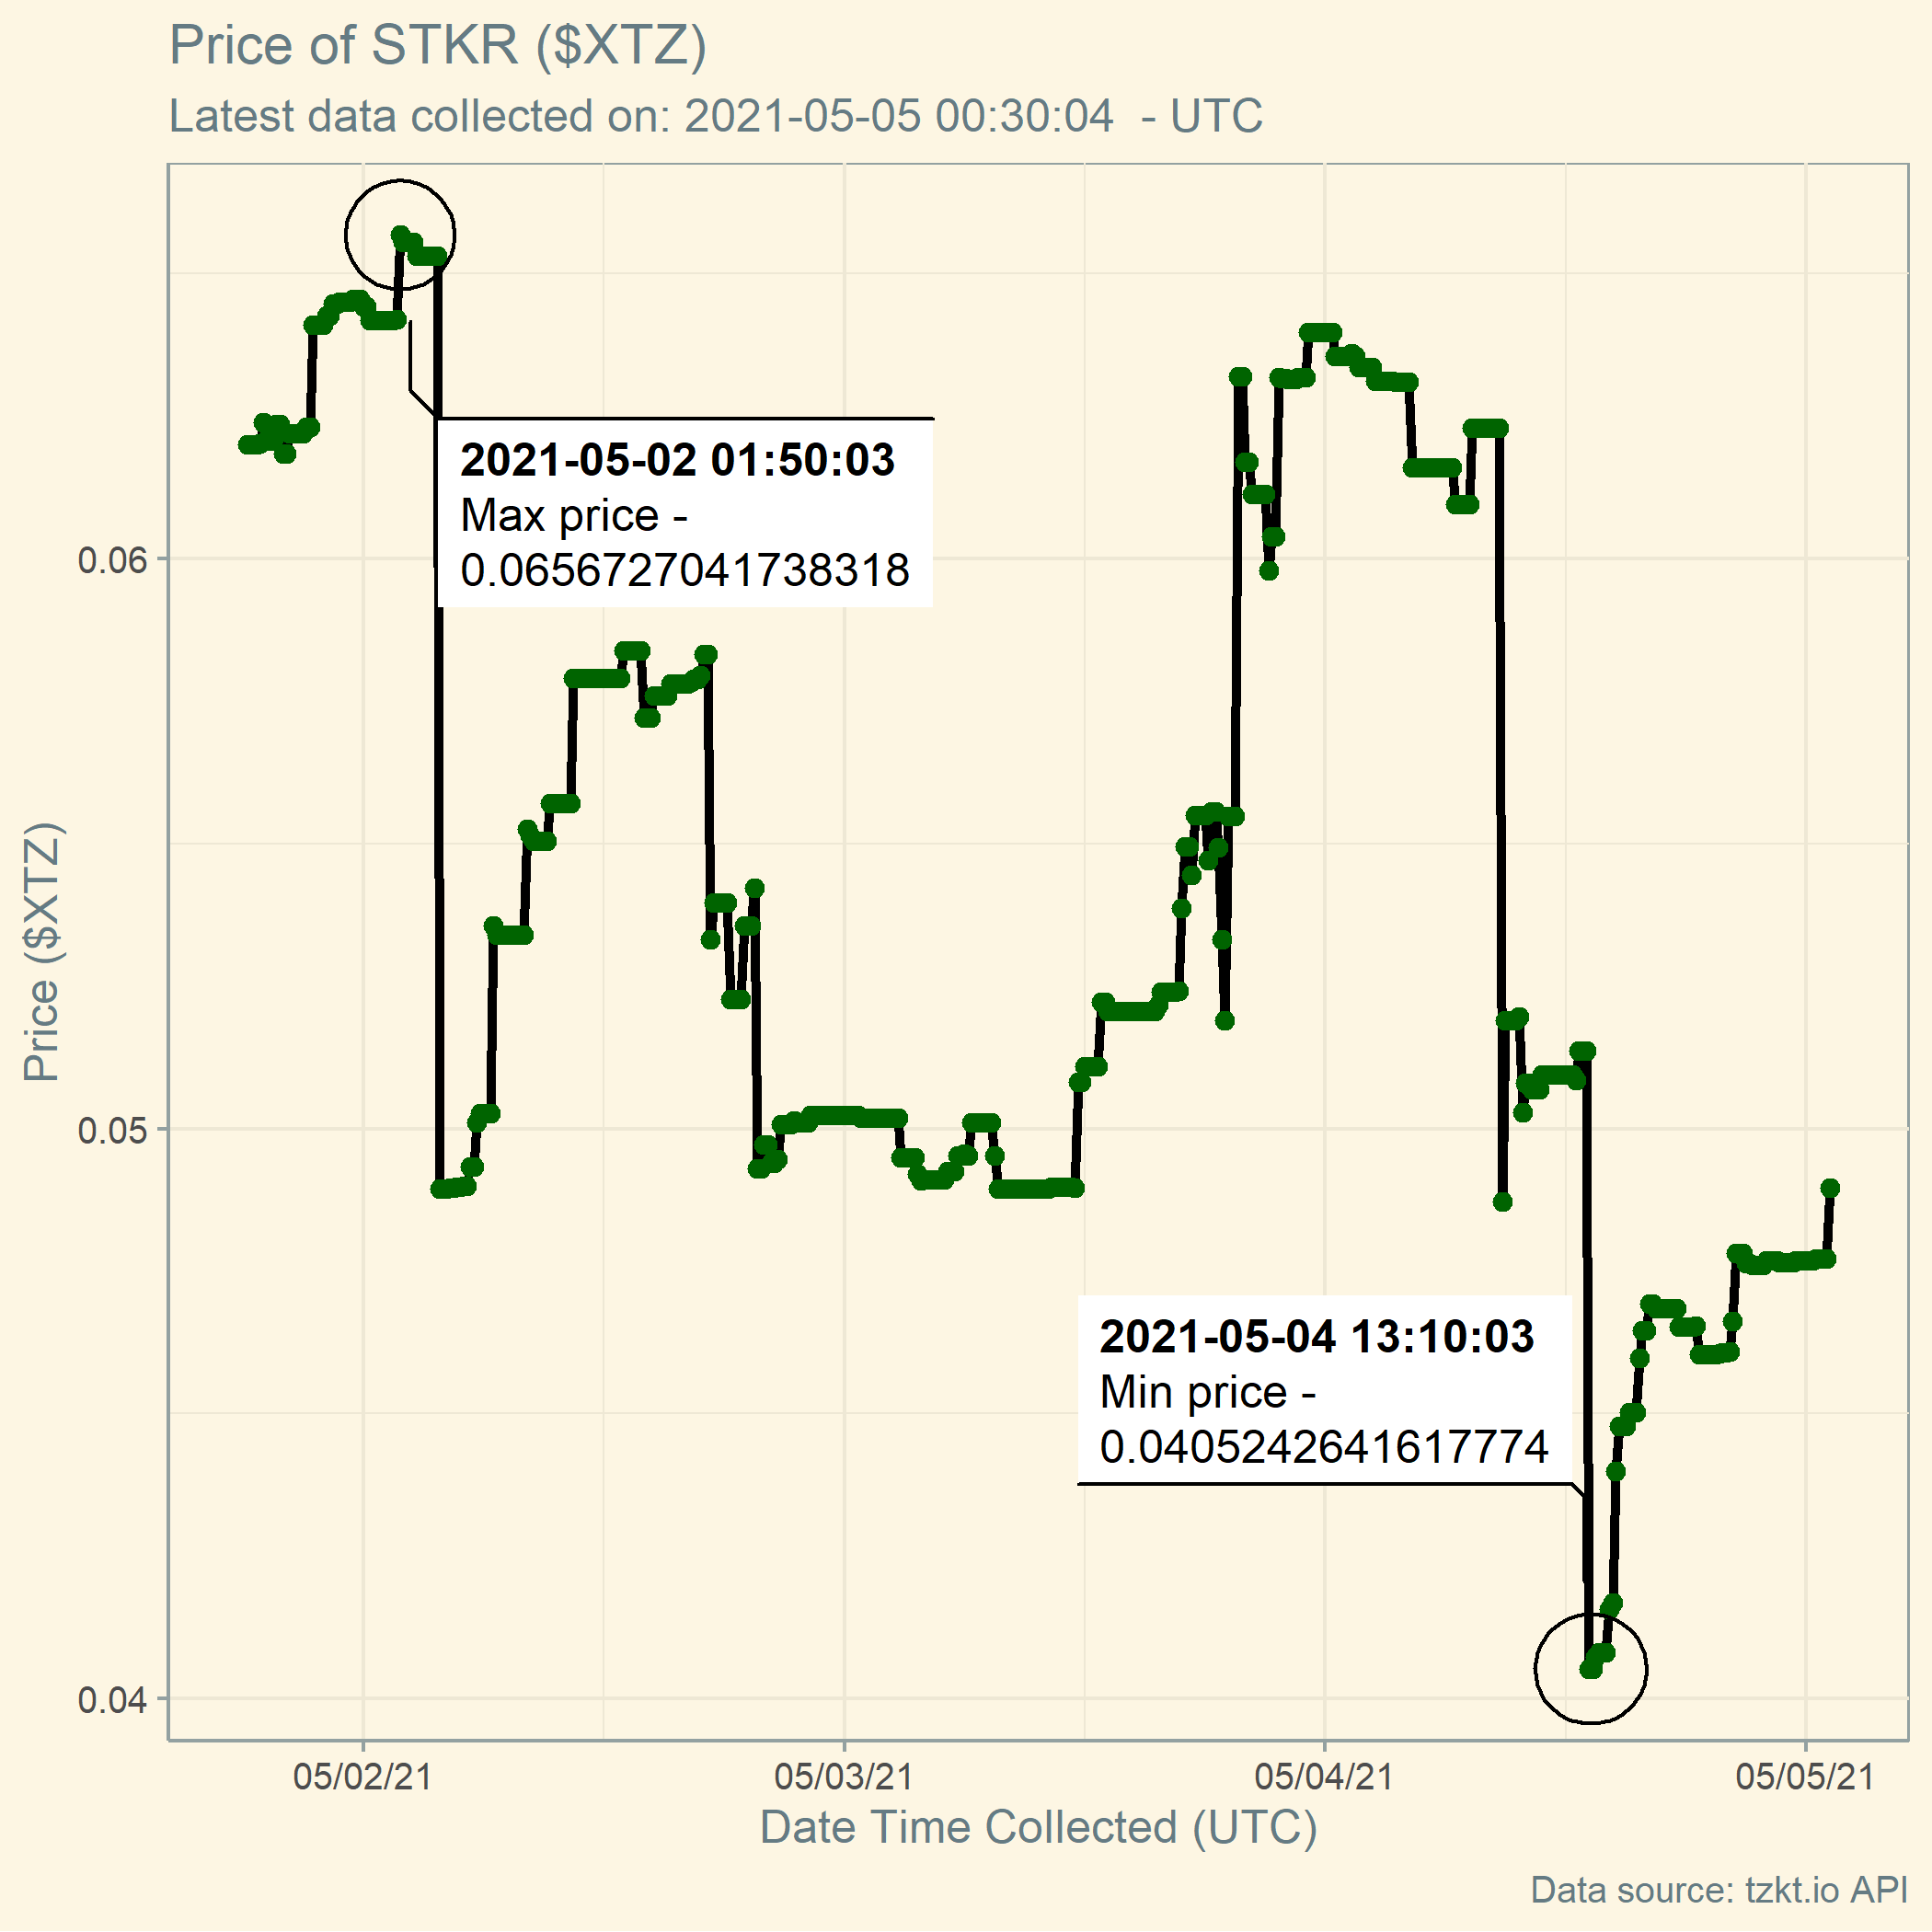 Price of STKR ($XTZ)
Latest data collected on: 2021-05-05 00:30:04  - UTC
2021-05-02 01:50:03
Max price -
0.0656727041738318
0.06
Price ($XTZ)
0.05
2021-05-04 13:10:03
Min price -
0.0405242641617774
0.04
05/02/21
05/03/21
05/04/21
05/05/21
Date Time Collected (UTC)
Data source: tzkt.io API